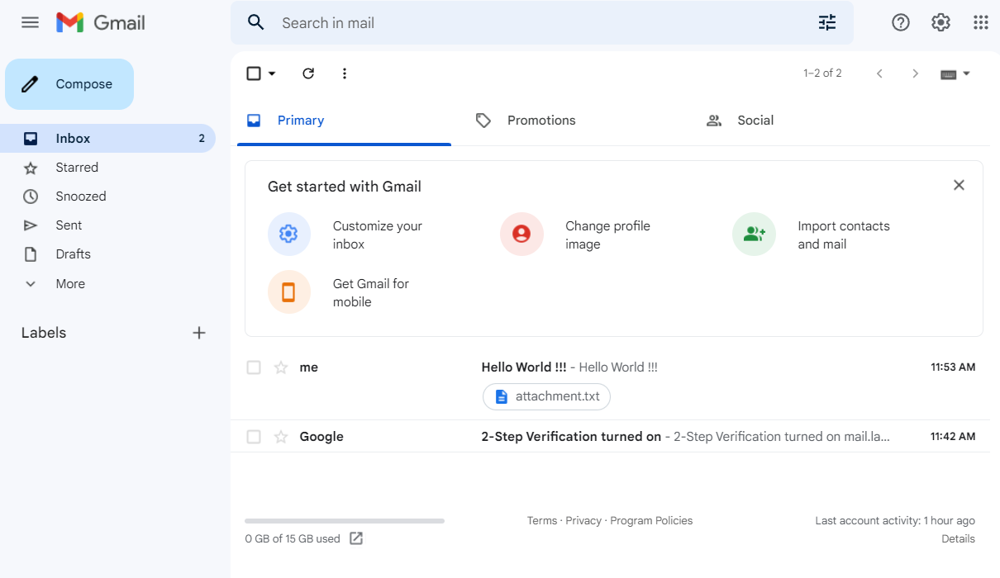 Gmail
Search in mail
Compose
1–2 of 2
Primary
Promotions
Social
Inbox 2
Starred
Snoozed
Sent
Drafts
More
Labels
Get started with Gmail
Customize your
inbox
Change profile
image
Import contacts
and mail
Get Gmail for
mobile
me Hello World !!! - Hello World !!! 11:53 AM
attachment.txt
Google 2-Step Verification turned on - 2-Step Verification turned on mail.la... 11:42 AM
0 GB of 15 GB used
Terms · Privacy · Program Policies
Last account activity: 1 hour ago
Details